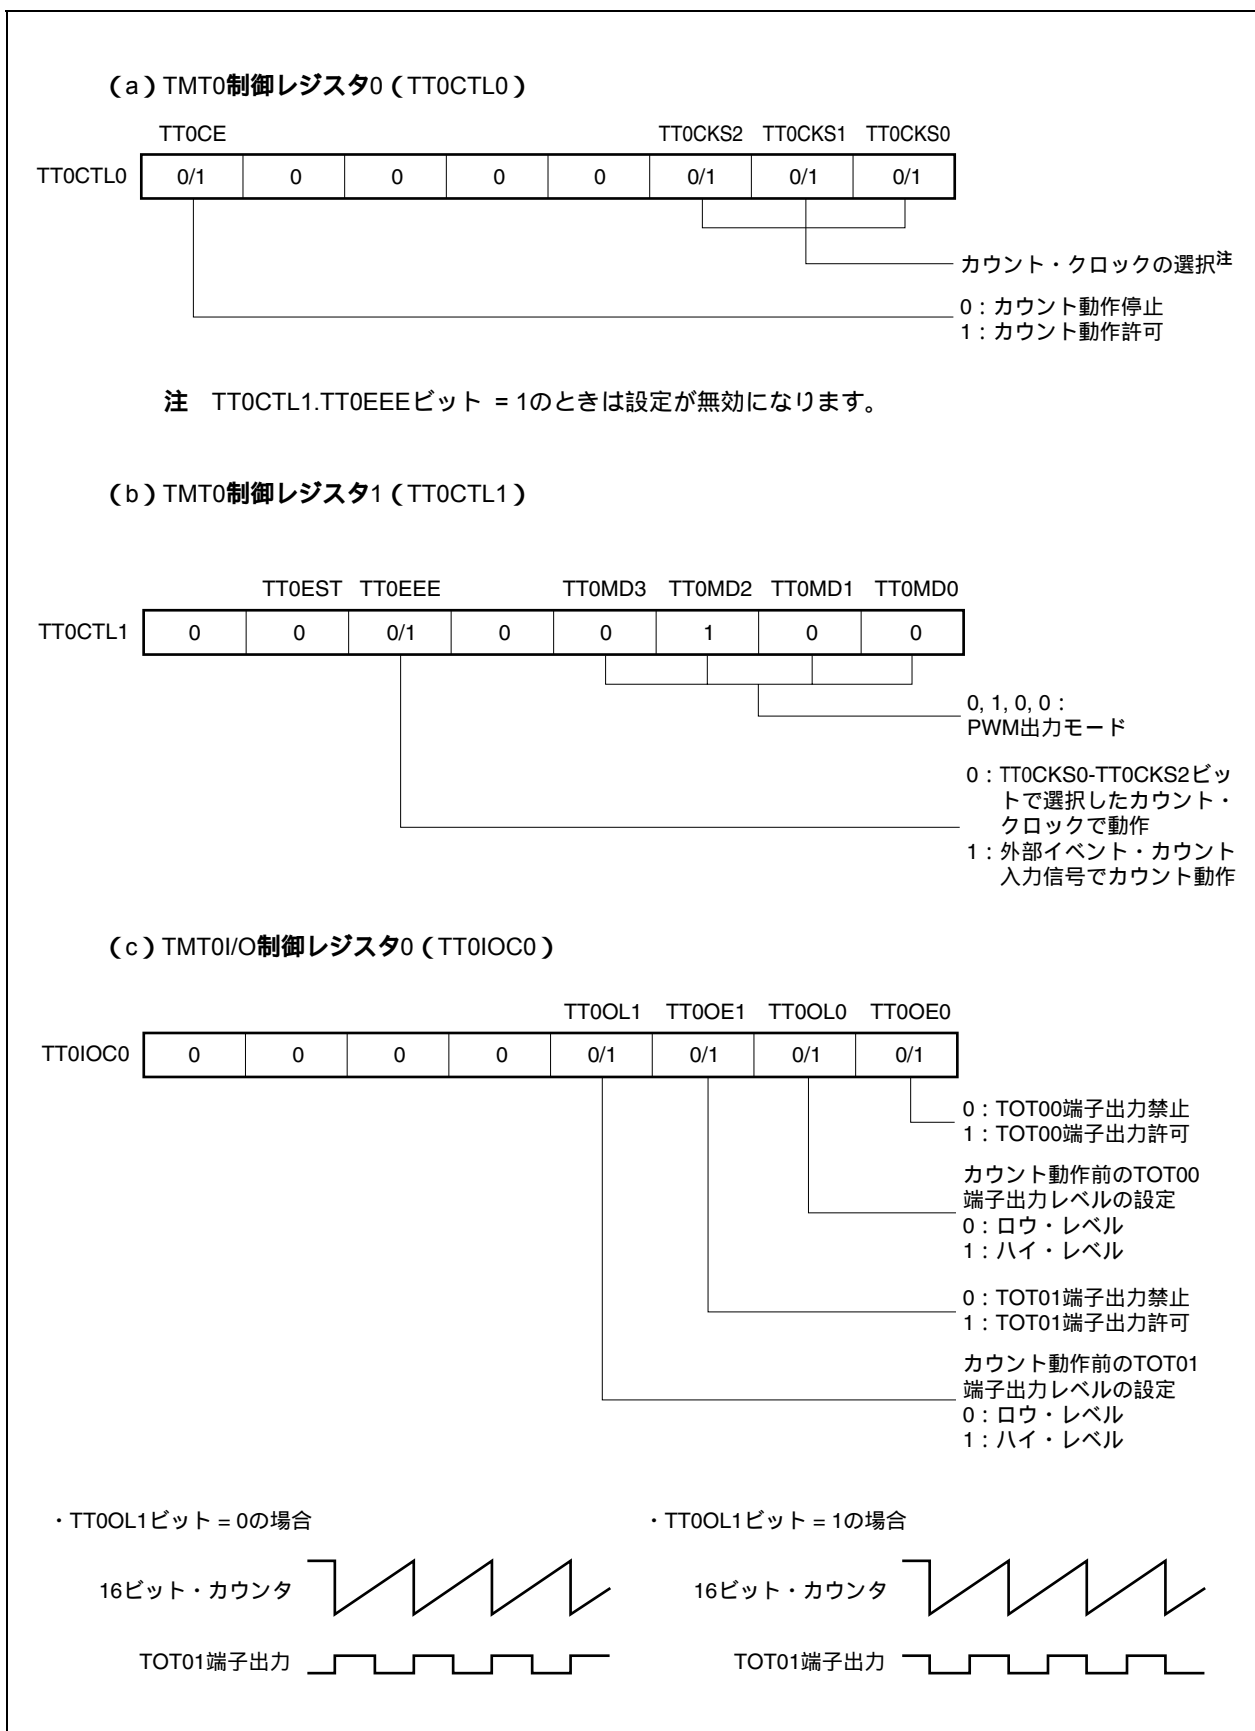 (a) TMT0制御レジスタ0 (TT0CTL0)
TT0CE TT0CKS2 TT0CKS1 TT0CKS0
TT0CTL0 0/1 0 0 0 0 0/1 0/1 0/1
カウント・クロックの選択注
0:カウント動作停止
1:カウント動作許可
注 TT0CTL1.TT0EEEビット = 1のときは設定が無効になります。
(b) TMT0制御レジスタ1 (TT0CTL1)
TT0EST TT0EEE TT0MD3 TT0MD2 TT0MD1 TT0MD0
TT0CTL1 0 0 0/1 0 0 1 0 0
0, 1, 0, 0:
PWM出力モード
0:TT0CKS0-TT0CKS2ビッ
トで選択したカウント・
クロックで動作
1:外部イベント・カウント
入力信号でカウント動作
(c) TMT0I/O制御レジスタ0 (TT0IOC0)
TT0OL1 TT0OE1 TT0OL0 TT0OE0
TT0IOC0 0 0 0 0 0/1 0/1 0/1 0/1
0:TOT00端子出力禁止
1:TOT00端子出力許可
カウント動作前のTOT00
端子出力レベルの設定
0:ロウ・レベル
1:ハイ・レベル
0:TOT01端子出力禁止
1:TOT01端子出力許可
カウント動作前のTOT01
端子出力レベルの設定
0:ロウ・レベル
1:ハイ・レベル
・TT0OL1ビット = 0の場合
16ビット・カウンタ
TOT01端子出力
・TT0OL1ビット = 1の場合
16ビット・カウンタ
TOT01端子出力